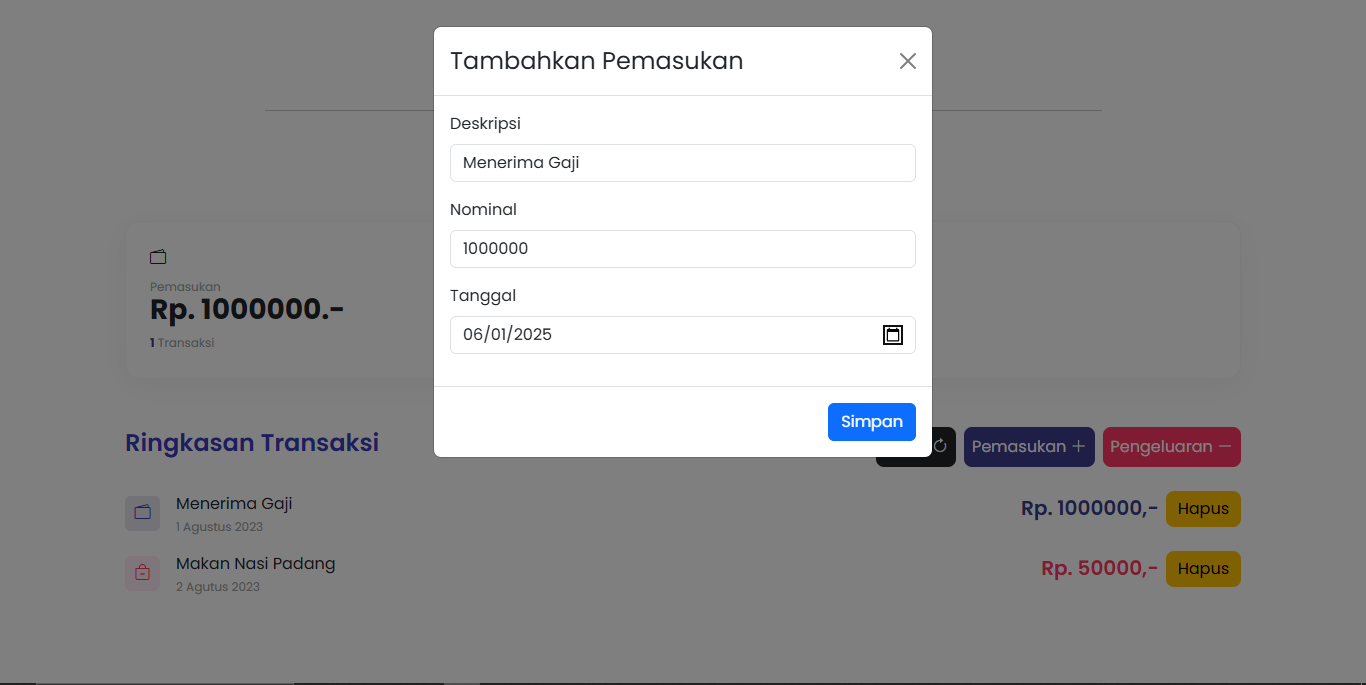 Tambahkan Pemasukan
Deskripsi
Menerima Gaji
Nominal
1000000
Tanggal
06/01/2025
Simpan
Pemasukan
Rp. 1000000.-
1 Transaksi
Ringkasan Transaksi
Pemasukan +
Pengeluaran −
Menerima Gaji
1 Agustus 2023
Rp. 1000000,-
Hapus
Makan Nasi Padang
2 Agutus 2023
Rp. 50000,-
Hapus